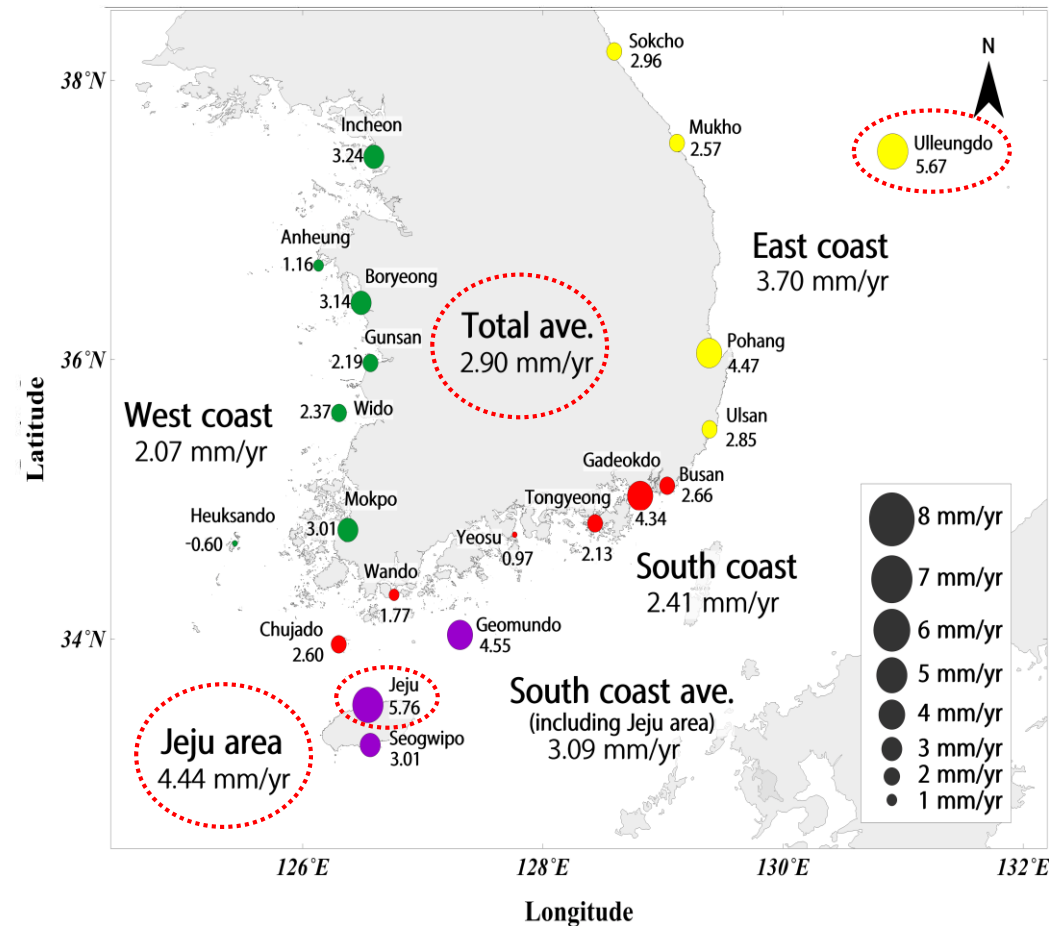 Sokcho
2.96
N
38°N
Mukho
2.57
Incheon
3.24
Ulleungdo
5.67
Anheung
1.16
East coast
3.70 mm/yr
Boryeong
3.14
Total ave.
2.90 mm/yr
Gunsan
2.19
Pohang
4.47
36°N
Latitude
West coast
2.07 mm/yr
2.37
Wido
Ulsan
2.85
Gadeokdo
4.34
Busan
2.66
Mokpo
3.01
Tongyeong
2.13
Heuksando
-0.60
Yeosu
0.97
South coast
2.41 mm/yr
Wando
1.77
Chujado
2.60
Geomundo
4.55
34°N
Jeju
5.76
South coast ave.
(including Jeju area)
3.09 mm/yr
Jeju area
4.44 mm/yr
Seogwipo
3.01
8 mm/yr
7 mm/yr
6 mm/yr
5 mm/yr
4 mm/yr
3 mm/yr
2 mm/yr
1 mm/yr
126°E
128°E
130°E
132°E
Longitude